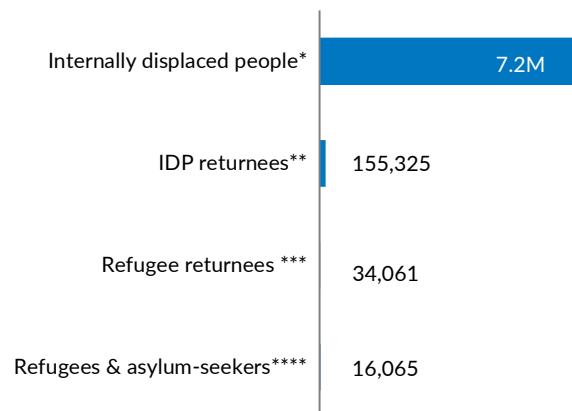 Internally displaced people* 7.2M
IDP returnees** 155,325
Refugee returnees *** 34,061
Refugees & asylum-seekers**** 16,065